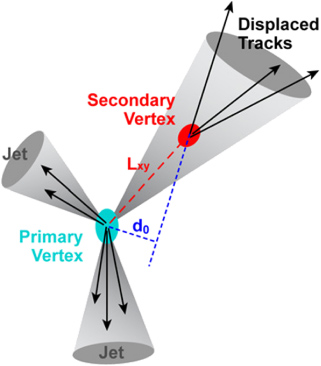 Displaced
Tracks
Secondary
Vertex
Jet
Lxy
d0
Primary
Vertex
Jet